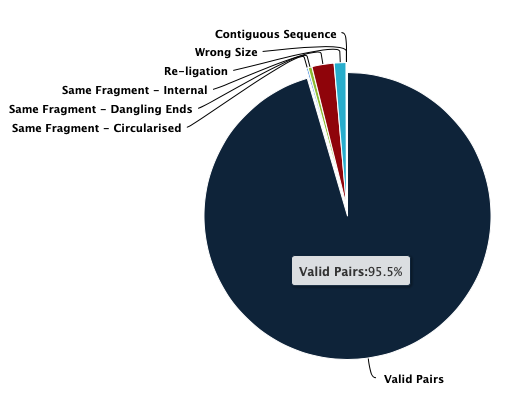 Contiguous Sequence
Wrong Size
Re-ligation
Same Fragment - Internal
Same Fragment - Dangling Ends
Same Fragment - Circularised
Valid Pairs:95.5%
Valid Pairs